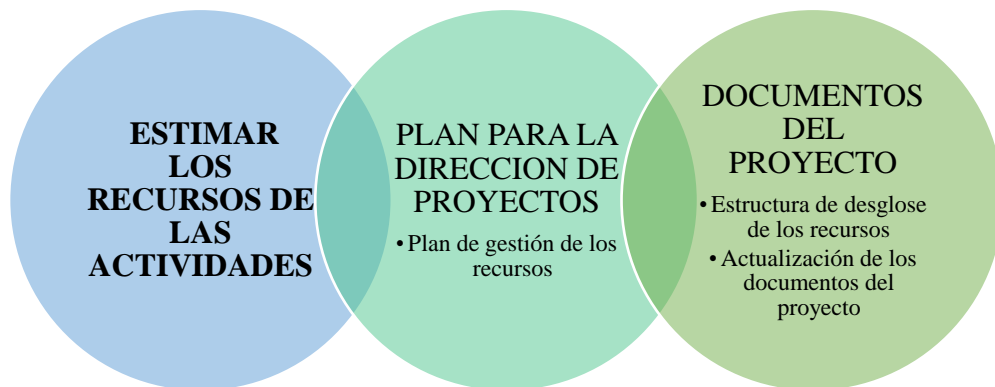 ESTIMAR
LOS
RECURSOS DE
LAS
ACTIVIDADES
PLAN PARA LA
DIRECCION DE
PROYECTOS
• Plan de gestión de los
recursos
DOCUMENTOS
DEL
PROYECTO
• Estructura de desglose
de los recursos
• Actualización de los
documentos del
proyecto